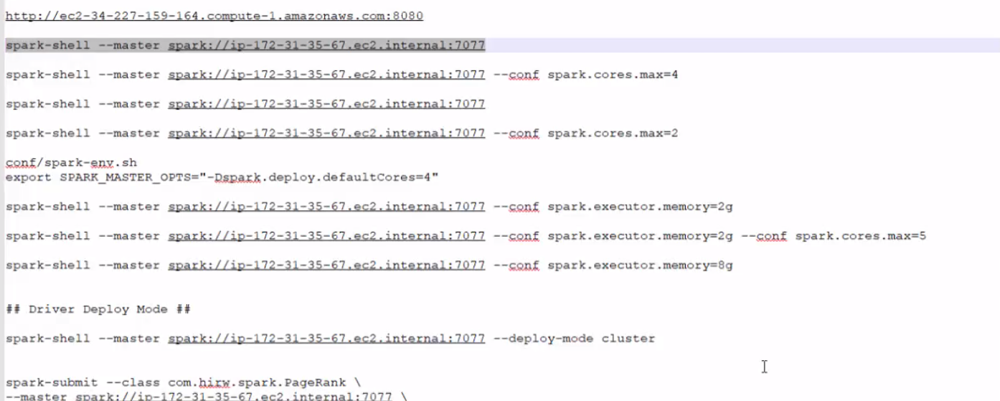 http://ec2-34-227-159-164.compute-1.amazonaws.com:8080
spark-shell --master spark://ip-172-31-35-67.ec2.internal:7077
spark-shell --master spark://ip-172-31-35-67.ec2.internal:7077 --conf spark.cores.max=4
spark-shell --master spark://ip-172-31-35-67.ec2.internal:7077
spark-shell --master spark://ip-172-31-35-67.ec2.internal:7077 --conf spark.cores.max=2
conf/spark-env.sh
export SPARK_MASTER_OPTS="-Dspark.deploy.defaultCores=4"
spark-shell --master spark://ip-172-31-35-67.ec2.internal:7077 --conf spark.executor.memory=2g
spark-shell --master spark://ip-172-31-35-67.ec2.internal:7077 --conf spark.executor.memory=2g --conf spark.cores.max=5
spark-shell --master spark://ip-172-31-35-67.ec2.internal:7077 --conf spark.executor.memory=8g
## Driver Deploy Mode ##
spark-shell --master spark://ip-172-31-35-67.ec2.internal:7077 --deploy-mode cluster
spark-submit --class com.hirw.spark.PageRank \
--master spark://ip-172-31-35-67.ec2.internal:7077 \